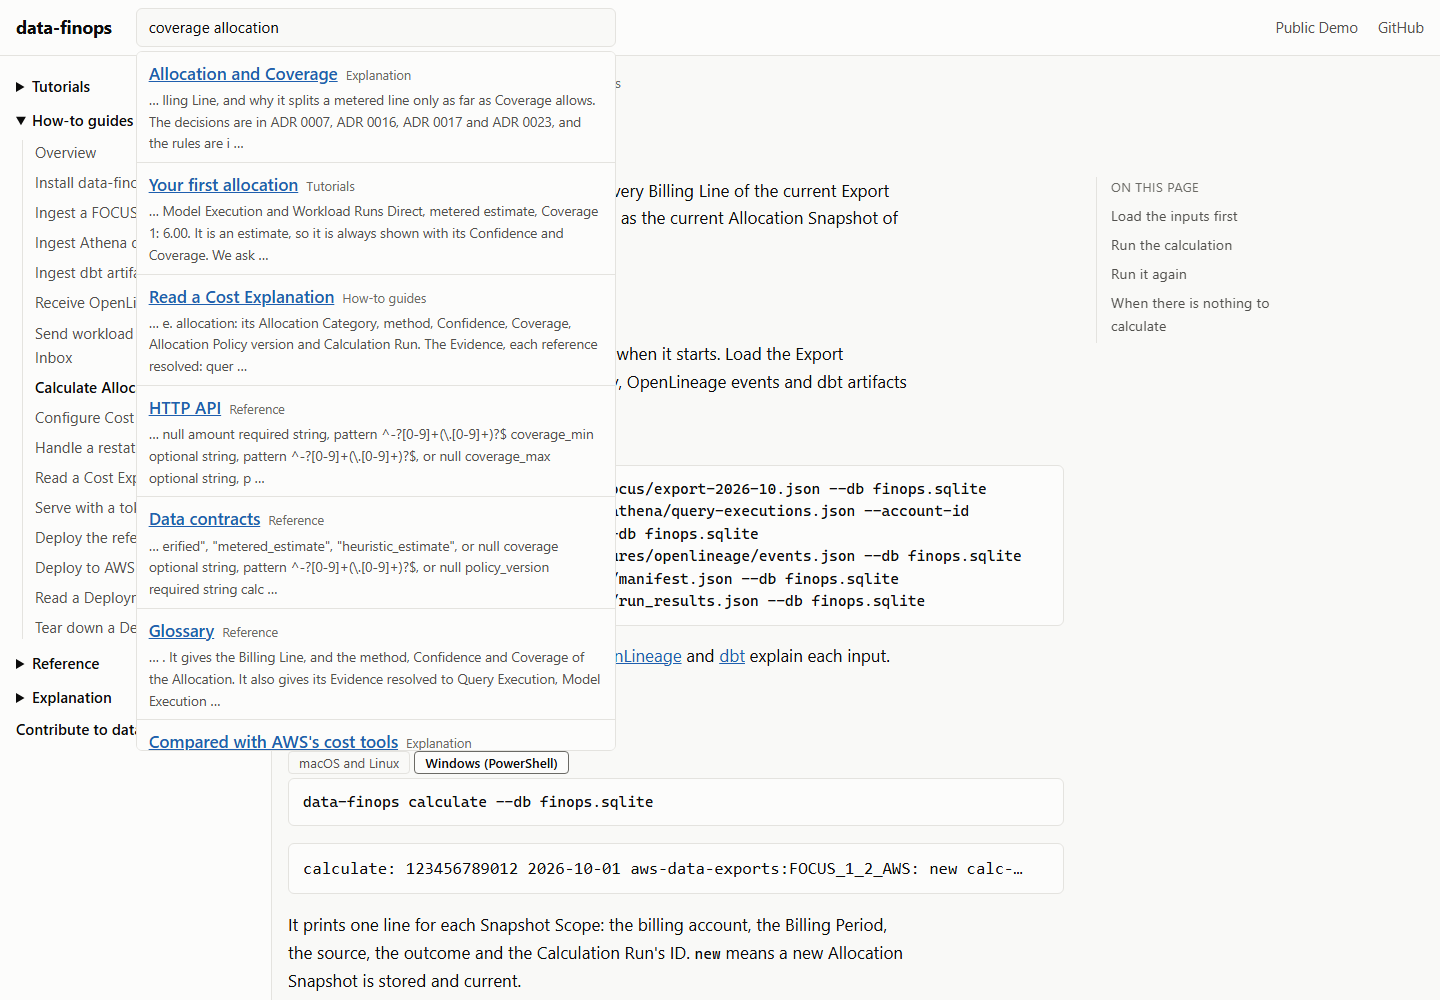 data-finops
coverage allocation
Public Demo
GitHub
Tutorials
How-to guides
Overview
Install data-finc
Ingest a FOCUS
Ingest Athena
Ingest dbt artifa
Receive OpenLi
Send workload
Inbox
Calculate Alloc
Configure Cost
Handle a restat
Read a Cost Exp
Serve with a tok
Deploy the refe
Deploy to AWS
Read a Deployr
Tear down a De
Reference
Explanation
Contribute to data
Allocation and Coverage Explanation
... lling Line, and why it splits a metered line only as far as Coverage allows.
The decisions are in ADR 0007, ADR 0016, ADR 0017 and ADR 0023, and
the rules are i ...
Your first allocation Tutorials
... Model Execution and Workload Runs Direct, metered estimate, Coverage
1: 6.00. It is an estimate, so it is always shown with its Confidence and
Coverage. We ask ...
Read a Cost Explanation How-to guides
... e. allocation: its Allocation Category, method, Confidence, Coverage,
Allocation Policy version and Calculation Run. The Evidence, each reference
resolved: quer ...
HTTP API Reference
... null amount required string, pattern ^-?[0-9]+(\.[0-9]+)?$ coverage_min
optional string, pattern ^-?[0-9]+(\.[0-9]+)?$, or null coverage_max
optional string, p ...
Data contracts Reference
... erified", "metered_estimate", "heuristic_estimate", or null coverage
optional string, pattern ^-?[0-9]+(\.[0-9]+)?$, or null policy_version
required string calc ...
Glossary Reference
... . It gives the Billing Line, and the method, Confidence and Coverage of
the Allocation. It also gives its Evidence resolved to Query Execution, Model
Execution ...
Compared with AWS's cost tools Explanation
s
very Billing Line of the current Export
as the current Allocation Snapshot of
when it starts. Load the Export
, OpenLineage events and dbt artifacts
ocus/export-2026-10.json --db finops.sqlite
athena/query-executions.json --account-id
-db finops.sqlite
ures/openlineage/events.json --db finops.sqlite
/manifest.json --db finops.sqlite
/run_results.json --db finops.sqlite
nLineage and dbt explain each input.
macOS and Linux
Windows (PowerShell)
data-finops calculate --db finops.sqlite
calculate: 123456789012 2026-10-01 aws-data-exports:FOCUS_1_2_AWS: new calc-…
It prints one line for each Snapshot Scope: the billing account, the Billing Period,
the source, the outcome and the Calculation Run's ID. new means a new Allocation
Snapshot is stored and current.
ON THIS PAGE
Load the inputs first
Run the calculation
Run it again
When there is nothing to
calculate